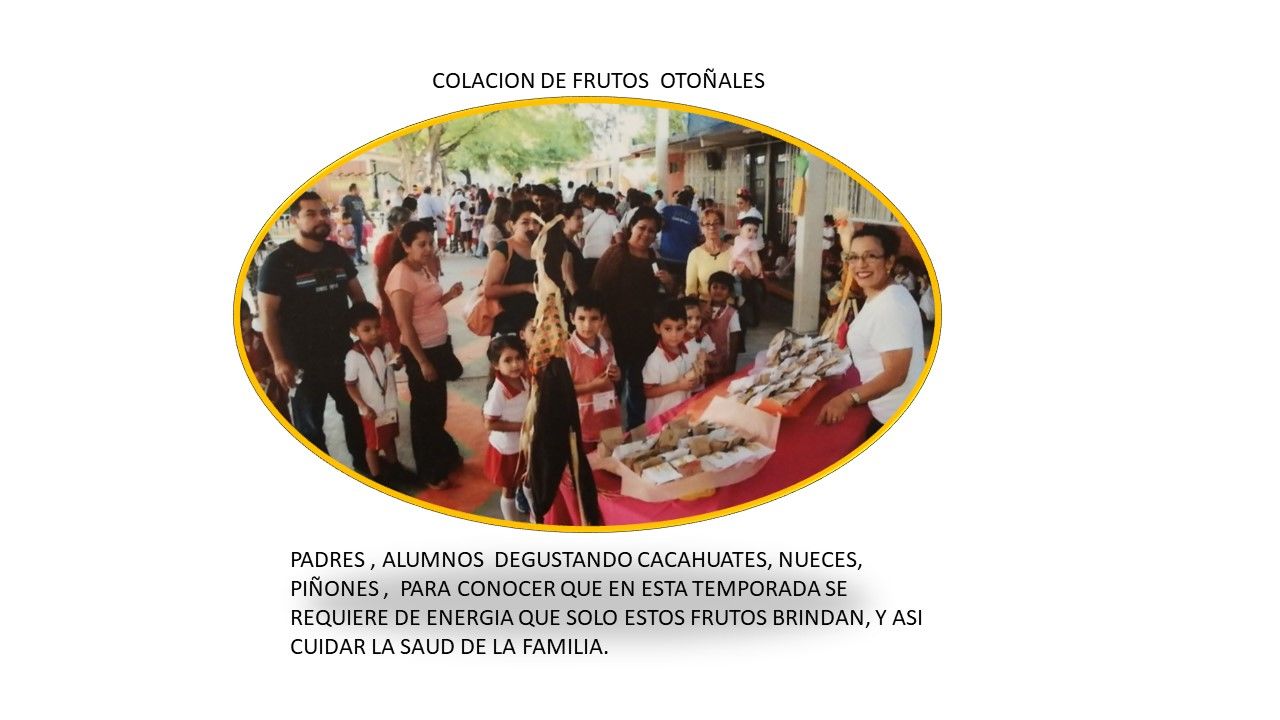 COLACION DE FRUTOS  OTOÑALES
PADRES , ALUMNOS  DEGUSTANDO CACAHUATES, NUECES,
PIÑONES ,  PARA CONOCER QUE EN ESTA TEMPORADA SE
REQUIERE DE ENERGIA QUE SOLO ESTOS FRUTOS BRINDAN, Y ASI
CUIDAR LA SAUD DE LA FAMILIA.